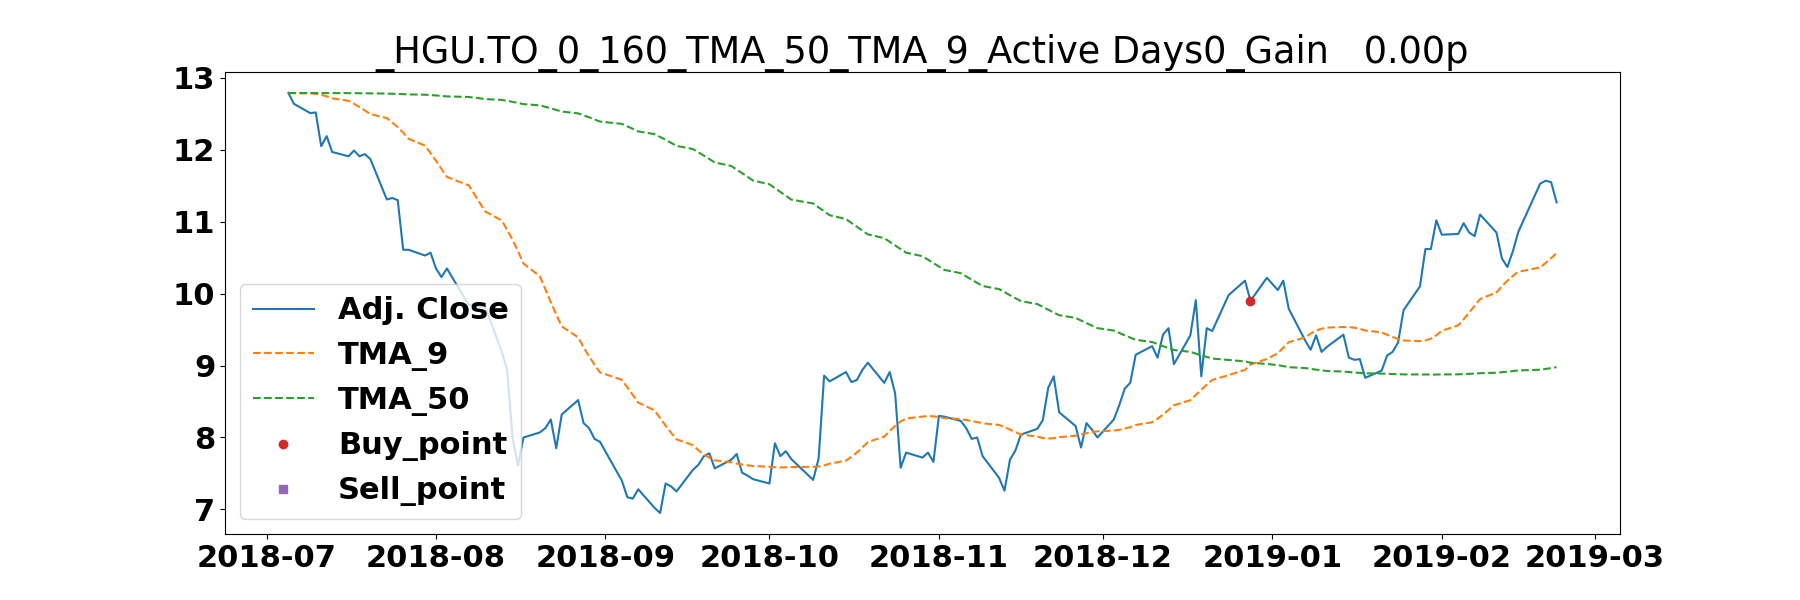 _HGU.TO_0_160_TMA_50_TMA_9_Active Days0_Gain   0.00p
13
12
11
10
9
8
7
Adj. Close
TMA_9
TMA_50
Buy_point
Sell_point
2018-07 2018-08 2018-09 2018-10 2018-11 2018-12 2019-01 2019-02 2019-03